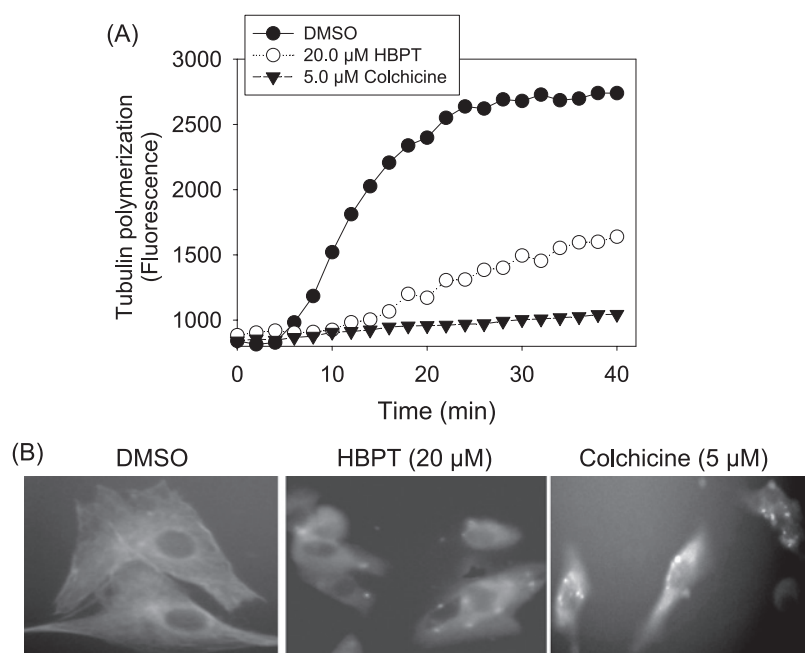 (A)
DMSO
20.0 µM HBPT
5.0 µM Colchicine
Tubulin polymerization
(Fluorescence)
3000
2500
2000
1500
1000
0 10 20 30 40
Time (min)
(B)
DMSO HBPT (20 µM) Colchicine (5 µM)